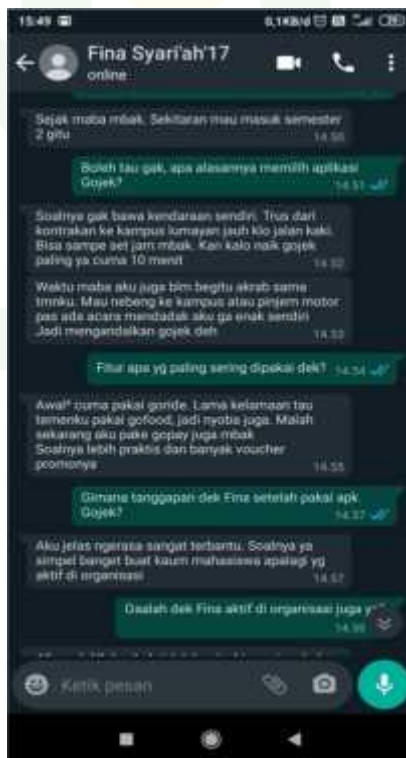 15:49
Fina Syari'ah'17
online
Sejak maba mbak. Sekitaran mau masuk semester
2 gitu
14.50
Boleh tau gak, apa alasannya memilih aplikasi
Gojek?
14.51
Soalnya gak bawa kendaraan sendiri. Trus dari
kontrakan ke kampus lumayan jauh klo jalan kaki.
Bisa sampe set jam mbak. Kan kalo naik gojek
paling ya cuma 10 menit
14.52
Waktu maba aku juga blm begitu akrab sama
tmnku. Mau nebeng ke kampus atau pinjem motor
pas ada acara mendadak aku ga enak sendiri
Jadi mengandalkan gojek deh
14.53
Fitur apa yg paling sering dipakai dek?
14.54
Awal² cuma pakai goride. Lama kelamaan tau
temenku pakai gofood, jadi nyoba juga. Malah
sekarang aku pake gopay juga mbak
Soalnya lebih praktis dan banyak voucher
promonya
14.55
Gimana tanggapan dek Fina setelah pakai apk
Gojek?
14.57
Aku jelas ngerasa sangat terbantu. Soalnya ya
simpel banget buat kaum mahasiswa apalagi yg
aktif di organisasi
14.57
Oaalah dek Fina aktif di organisasi juga
Ketik pesan